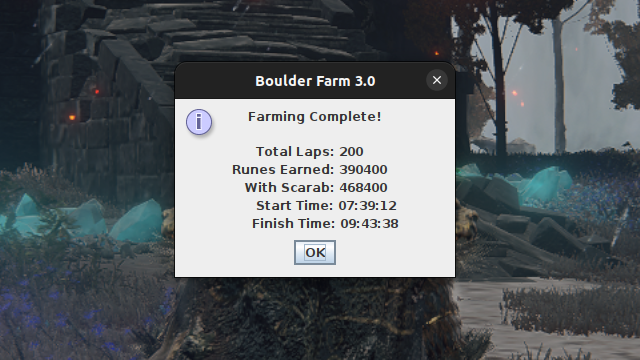 Boulder Farm 3.0
Farming Complete!
Total Laps: 200
Runes Earned: 390400
With Scarab: 468400
Start Time: 07:39:12
Finish Time: 09:43:38
OK